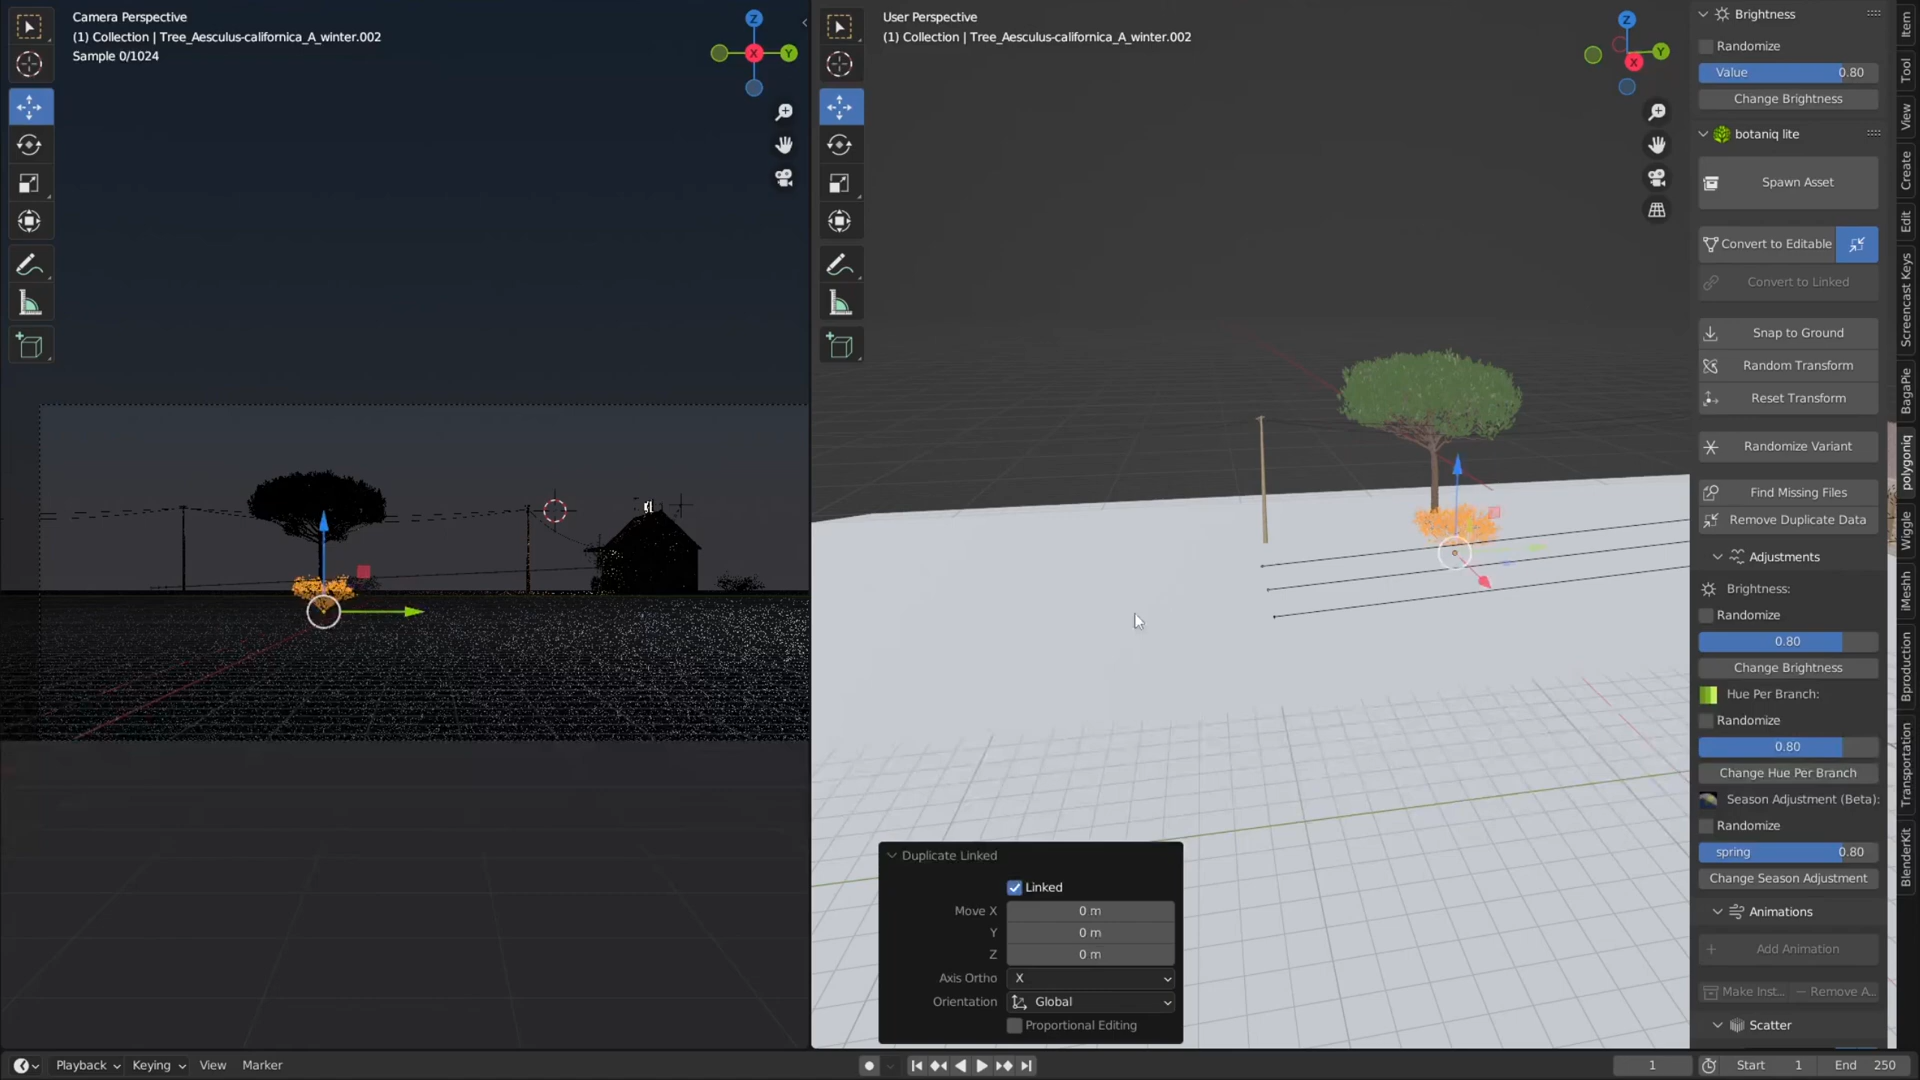 Camera Perspective
(1) Collection | Tree_Aesculus-californica_A_winter.002
Sample 0/1024
Z
X
Y
User Perspective
(1) Collection | Tree_Aesculus-californica_A_winter.002
Z
Y
X
Brightness
Randomize
Value 0.80
Change Brightness
botaniq lite
Spawn Asset
Convert to Editable
Convert to Linked
Snap to Ground
Random Transform
Reset Transform
Randomize Variant
Find Missing Files
Remove Duplicate Data
Adjustments
Brightness:
Randomize
0.80
Change Brightness
Hue Per Branch:
Randomize
0.80
Change Hue Per Branch
Season Adjustment (Beta):
Randomize
spring 0.80
Change Season Adjustment
Animations
Add Animation
Make Inst... Remove A...
Scatter
Item
Tool
View
Create
Edit
Screencast Keys
BagaPie
polygoniq
Wiggle
iMeshh
Bproduction
Transportation
BlenderKit
Duplicate Linked
Linked
Move X 0 m
Y 0 m
Z 0 m
Axis Ortho X
Orientation Global
Proportional Editing
Playback Keying View Marker
1 Start 1 End 250